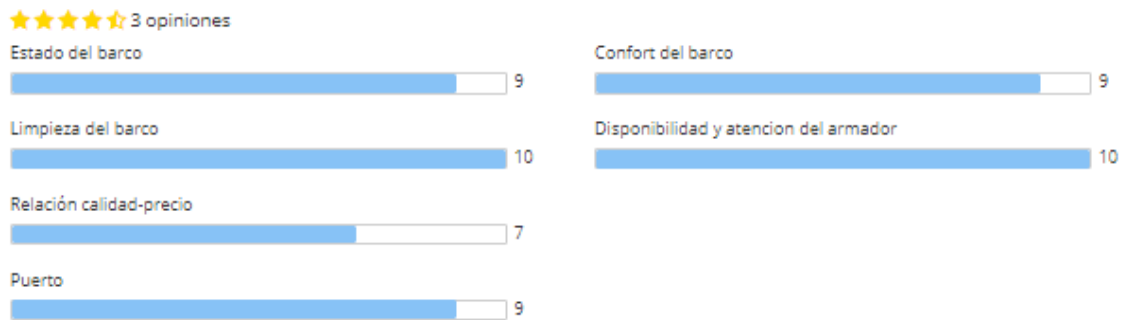 3 opiniones
Estado del barco
9
Confort del barco
9
Limpieza del barco
10
Disponibilidad y atencion del armador
10
Relación calidad-precio
7
Puerto
9